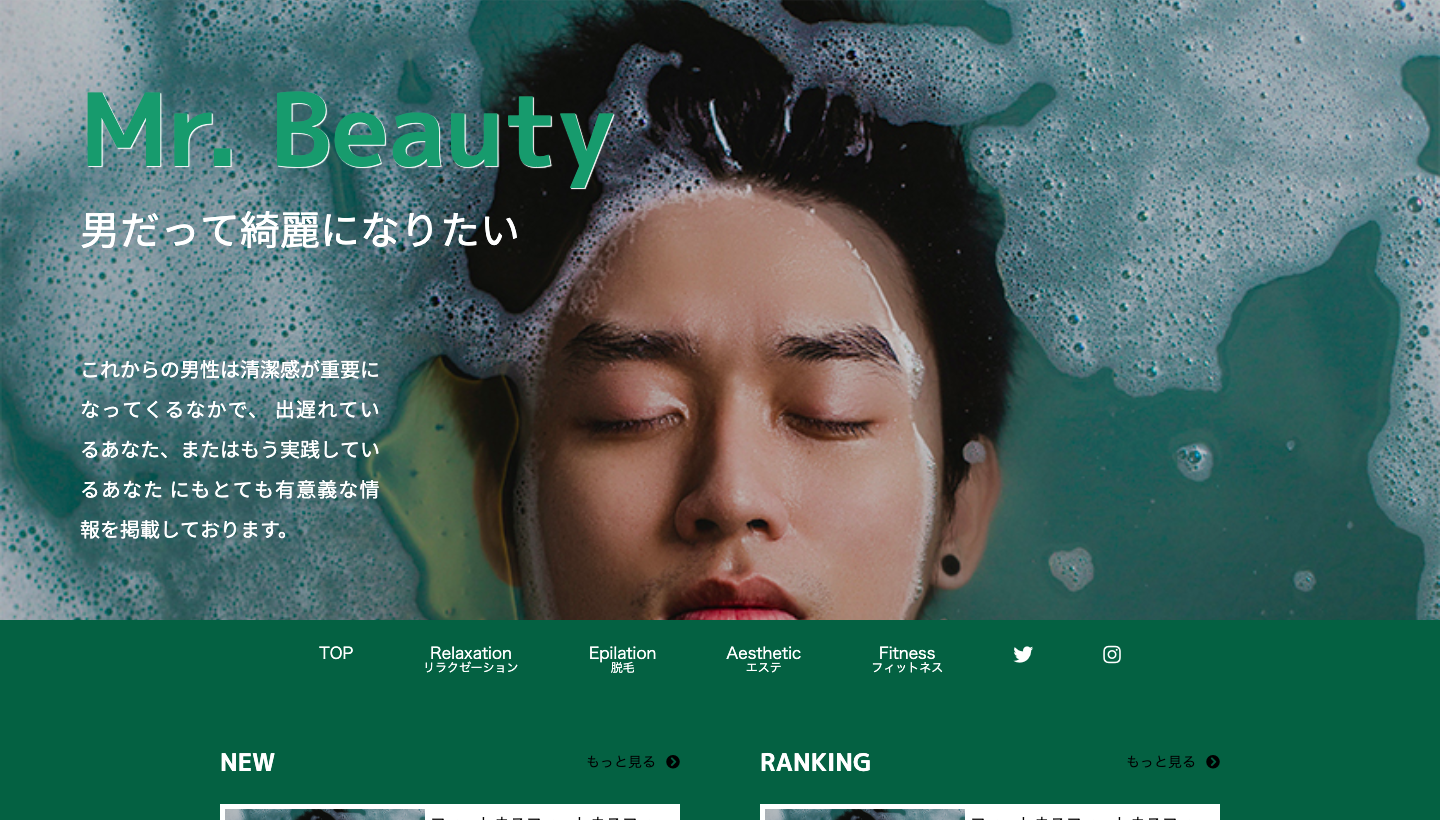 Mr. Beauty
男だって綺麗になりたい
これからの男性は清潔感が重要に
なってくるなかで、 出遅れてい
るあなた、またはもう実践してい
るあなた にもとても有意義な情
報を掲載しております。
TOP
Relaxation
リラクゼーション
Epilation
脱毛
Aesthetic
エステ
Fitness
フィットネス
NEW
もっと見る
RANKING
もっと見る